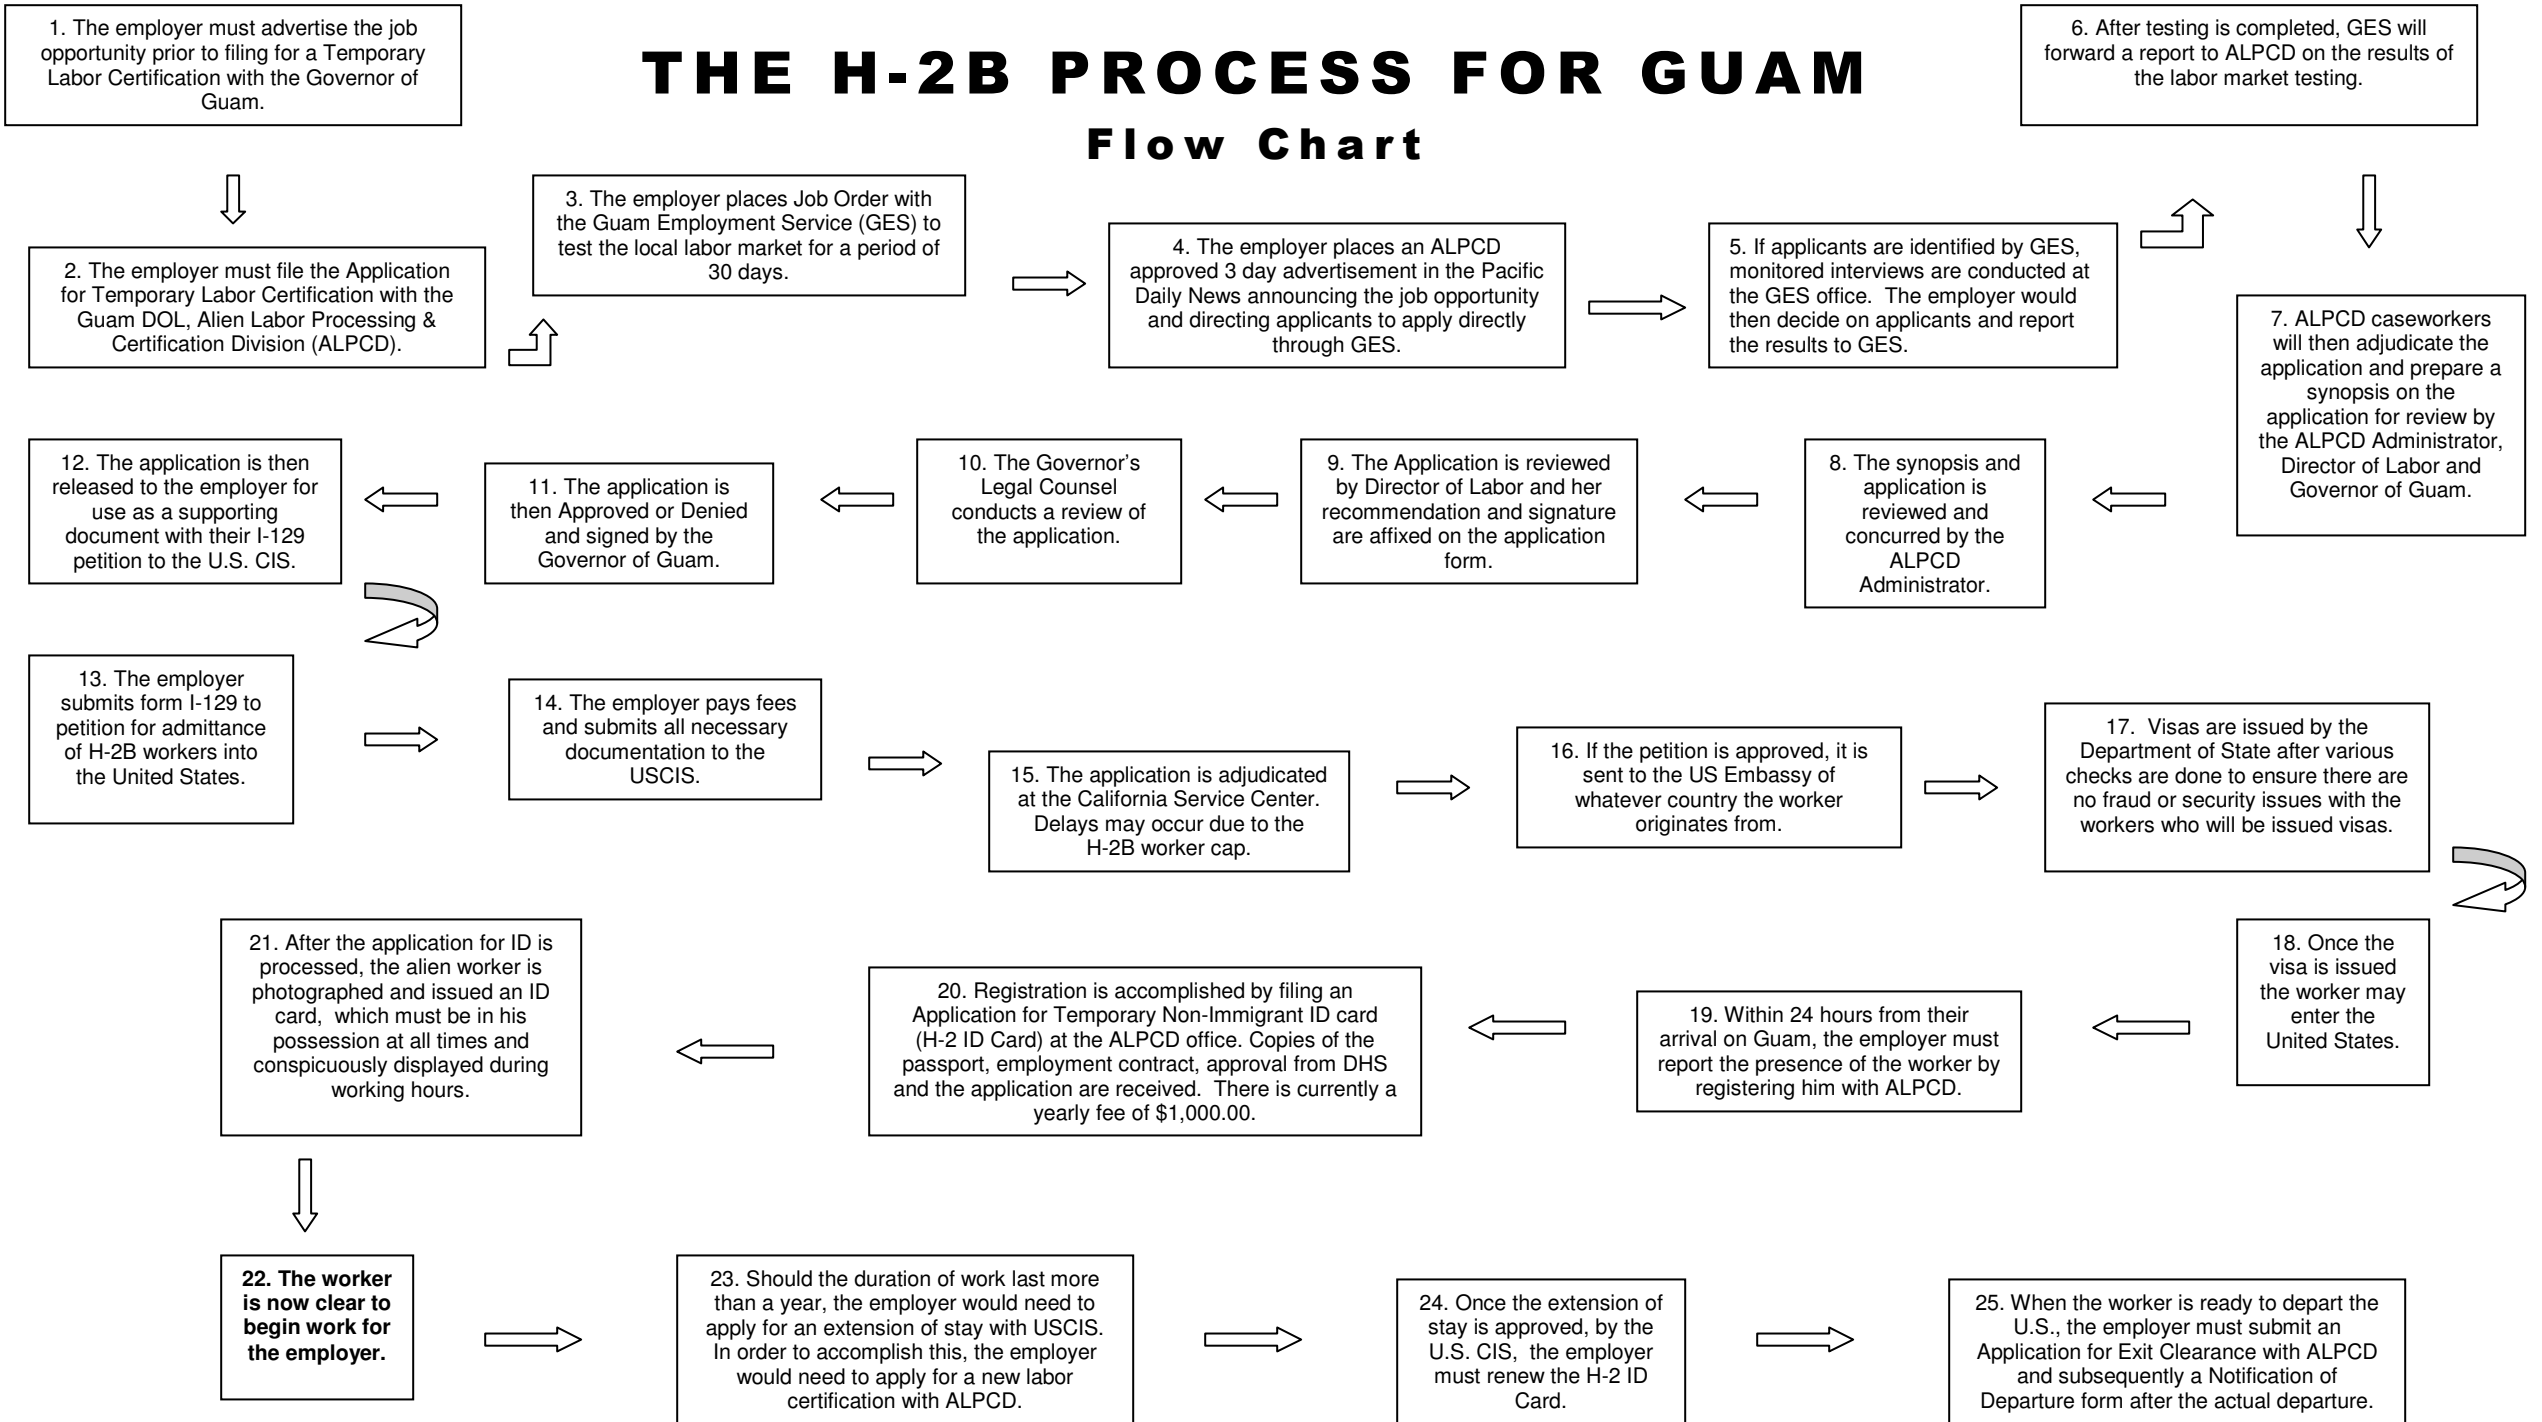 THE H-2B PROCESS FOR GUAM
Flow Chart
1. The employer must advertise the job
opportunity prior to filing for a Temporary
Labor Certification with the Governor of
Guam.
2. The employer must file the Application
for Temporary Labor Certification with the
Guam DOL, Alien Labor Processing &
Certification Division (ALPCD).
3. The employer places Job Order with
the Guam Employment Service (GES) to
test the local labor market for a period of
30 days.
4. The employer places an ALPCD
approved 3 day advertisement in the Pacific
Daily News announcing the job opportunity
and directing applicants to apply directly
through GES.
5. If applicants are identified by GES,
monitored interviews are conducted at
the GES office.  The employer would
then decide on applicants and report
the results to GES.
6. After testing is completed, GES will
forward a report to ALPCD on the results of
the labor market testing.
7. ALPCD caseworkers
will then adjudicate the
application and prepare a
synopsis on the
application for review by
the ALPCD Administrator,
Director of Labor and
Governor of Guam.
8. The synopsis and
application is
reviewed and
concurred by the
ALPCD
Administrator.
9. The Application is reviewed
by Director of Labor and her
recommendation and signature
are affixed on the application
form.
10. The Governor's
Legal Counsel
conducts a review of
the application.
11. The application is
then Approved or Denied
and signed by the
Governor of Guam.
12. The application is then
released to the employer for
use as a supporting
document with their I-129
petition to the U.S. CIS.
13. The employer
submits form I-129 to
petition for admittance
of H-2B workers into
the United States.
14. The employer pays fees
and submits all necessary
documentation to the
USCIS.
15. The application is adjudicated
at the California Service Center.
Delays may occur due to the
H-2B worker cap.
16. If the petition is approved, it is
sent to the US Embassy of
whatever country the worker
originates from.
17.  Visas are issued by the
Department of State after various
checks are done to ensure there are
no fraud or security issues with the
workers who will be issued visas.
18. Once the
visa is issued
the worker may
enter the
United States.
19. Within 24 hours from their
arrival on Guam, the employer must
report the presence of the worker by
registering him with ALPCD.
20. Registration is accomplished by filing an
Application for Temporary Non-Immigrant ID card
(H-2 ID Card) at the ALPCD office. Copies of the
passport, employment contract, approval from DHS
and the application are received.  There is currently a
yearly fee of $1,000.00.
21. After the application for ID is
processed, the alien worker is
photographed and issued an ID
card,  which must be in his
possession at all times and
conspicuously displayed during
working hours.
22. The worker
is now clear to
begin work for
the employer.
23. Should the duration of work last more
than a year, the employer would need to
apply for an extension of stay with USCIS.
In order to accomplish this, the employer
would need to apply for a new labor
certification with ALPCD.
24. Once the extension of
stay is approved, by the
U.S. CIS,  the employer
must renew the H-2 ID
Card.
25. When the worker is ready to depart the
U.S., the employer must submit an
Application for Exit Clearance with ALPCD
and subsequently a Notification of
Departure form after the actual departure.